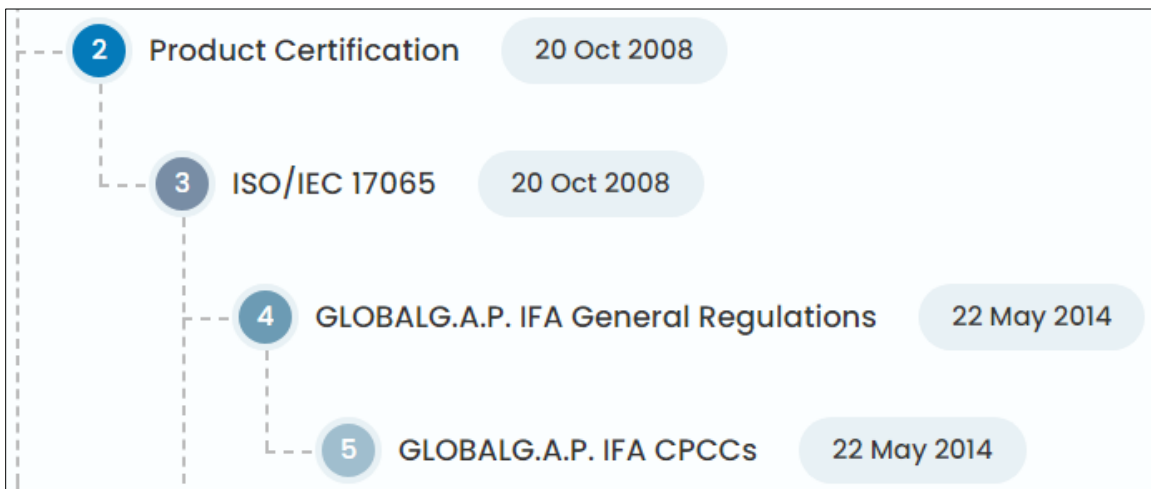 2 Product Certification 20 Oct 2008
3 ISO/IEC 17065 20 Oct 2008
4 GLOBALG.A.P. IFA General Regulations 22 May 2014
5 GLOBALG.A.P. IFA CPCCs 22 May 2014